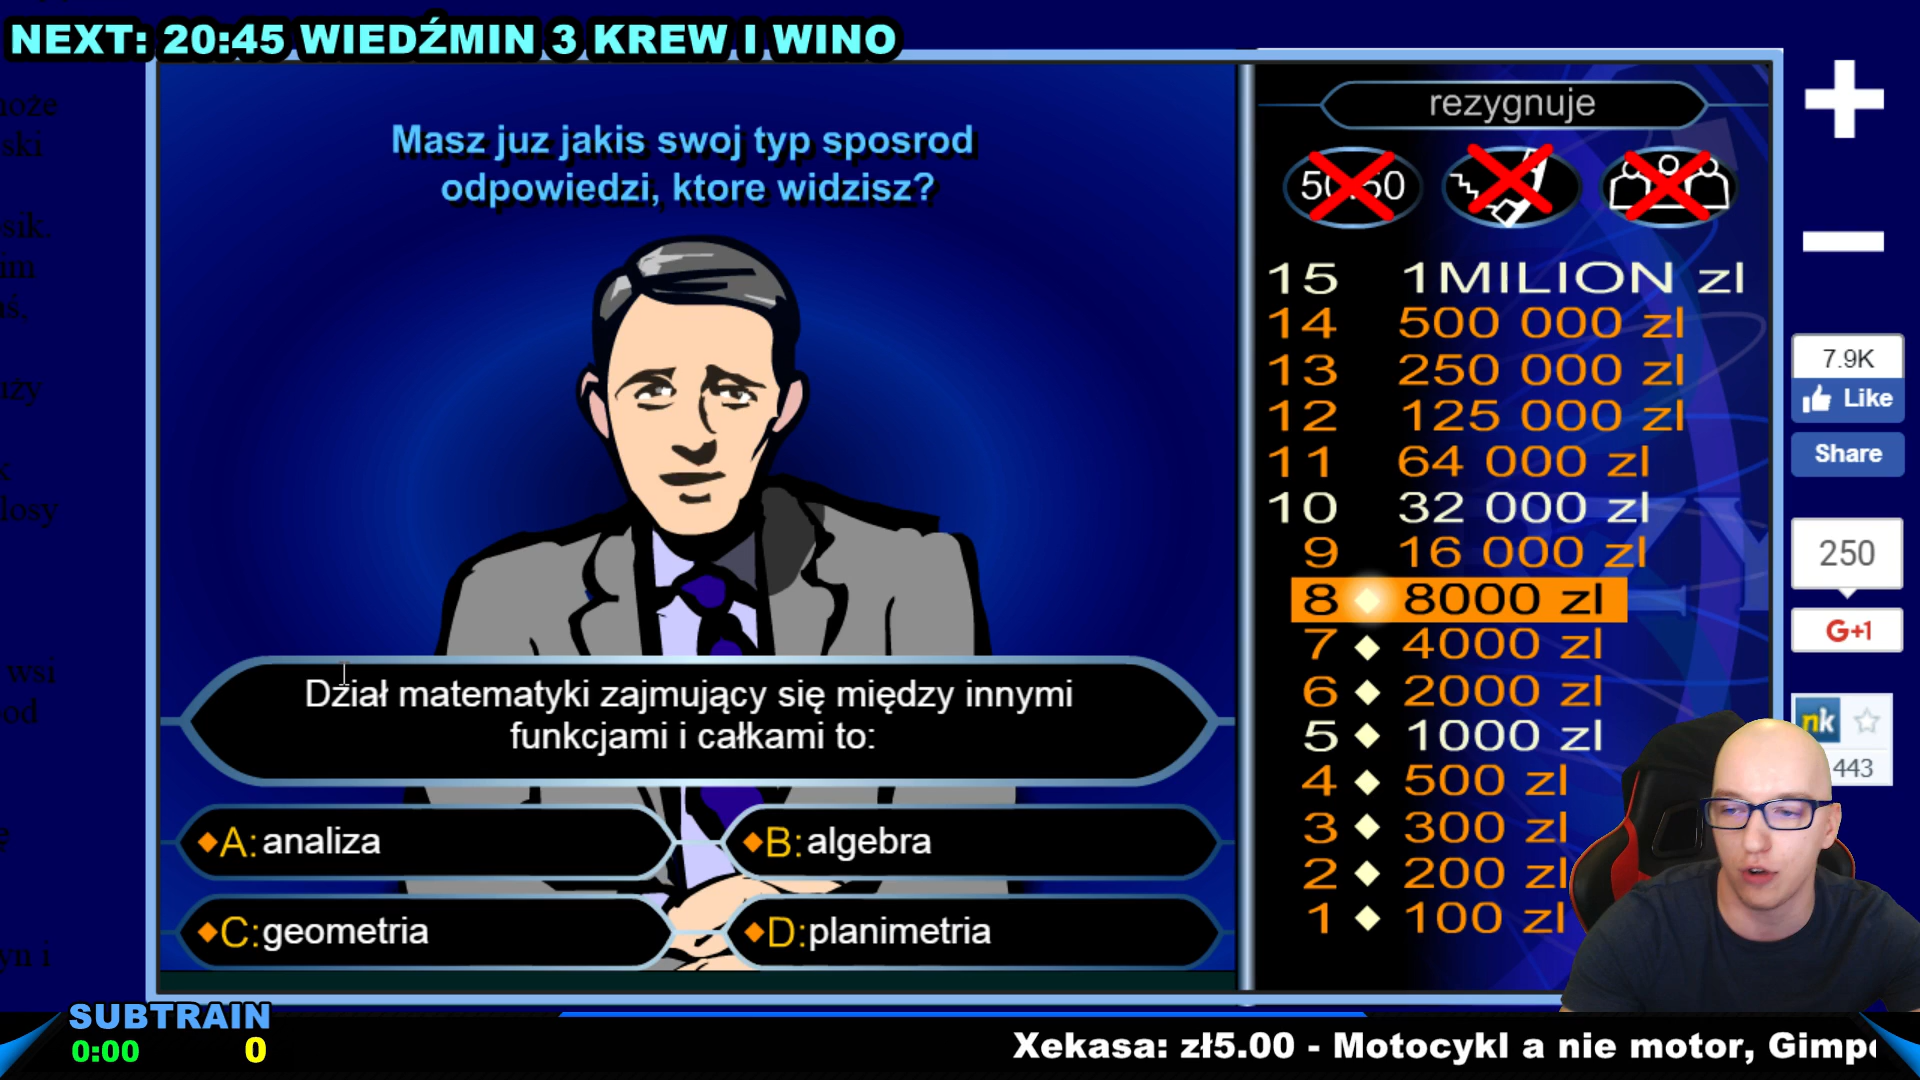 NEXT: 20:45 WIEDŹMIN 3 KREW I WINO
Masz juz jakis swoj typ sposrod
odpowiedzi, ktore widzisz?
rezygnuje
15 1 MILION zl
14 500 000 zl
13 250 000 zl
12 125 000 zl
11 64 000 zl
10 32 000 zl
9 16 000 zl
8 8000 zl
7 4000 zl
6 2000 zl
5 1000 zl
4 500 zl
3 300 zl
2 200 zl
1 100 zl
Dział matematyki zajmujący się między innymi
funkcjami i całkami to:
A: analiza
B: algebra
C: geometria
D: planimetria
7.9K
Like
Share
250
G+1
nk
443
SUBTRAIN
0:00 0
Xekasa: zł5.00 - Motocykl a nie motor, Gimp